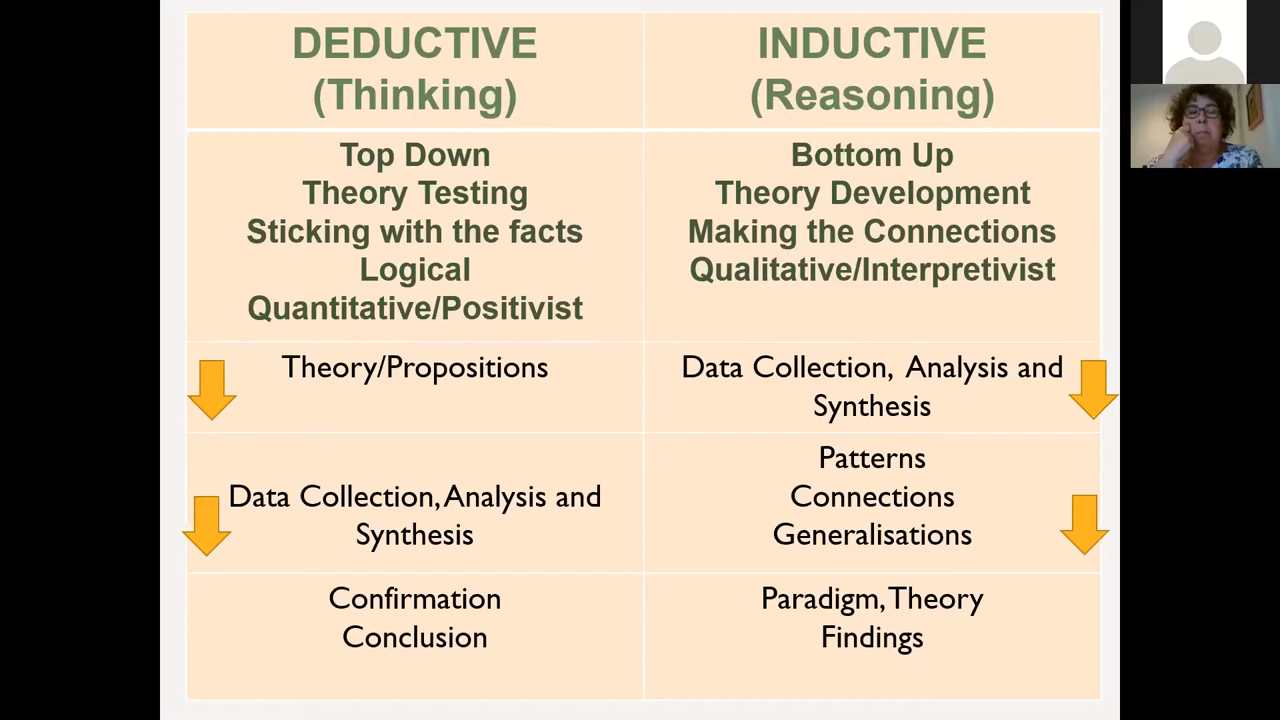 DEDUCTIVE
(Thinking)
INDUCTIVE
(Reasoning)
Top Down
Theory Testing
Sticking with the facts
Logical
Quantitative/Positivist
Bottom Up
Theory Development
Making the Connections
Qualitative/Interpretivist
Theory/Propositions
Data Collection, Analysis and
Synthesis
Data Collection, Analysis and
Synthesis
Patterns
Connections
Generalisations
Confirmation
Conclusion
Paradigm, Theory
Findings